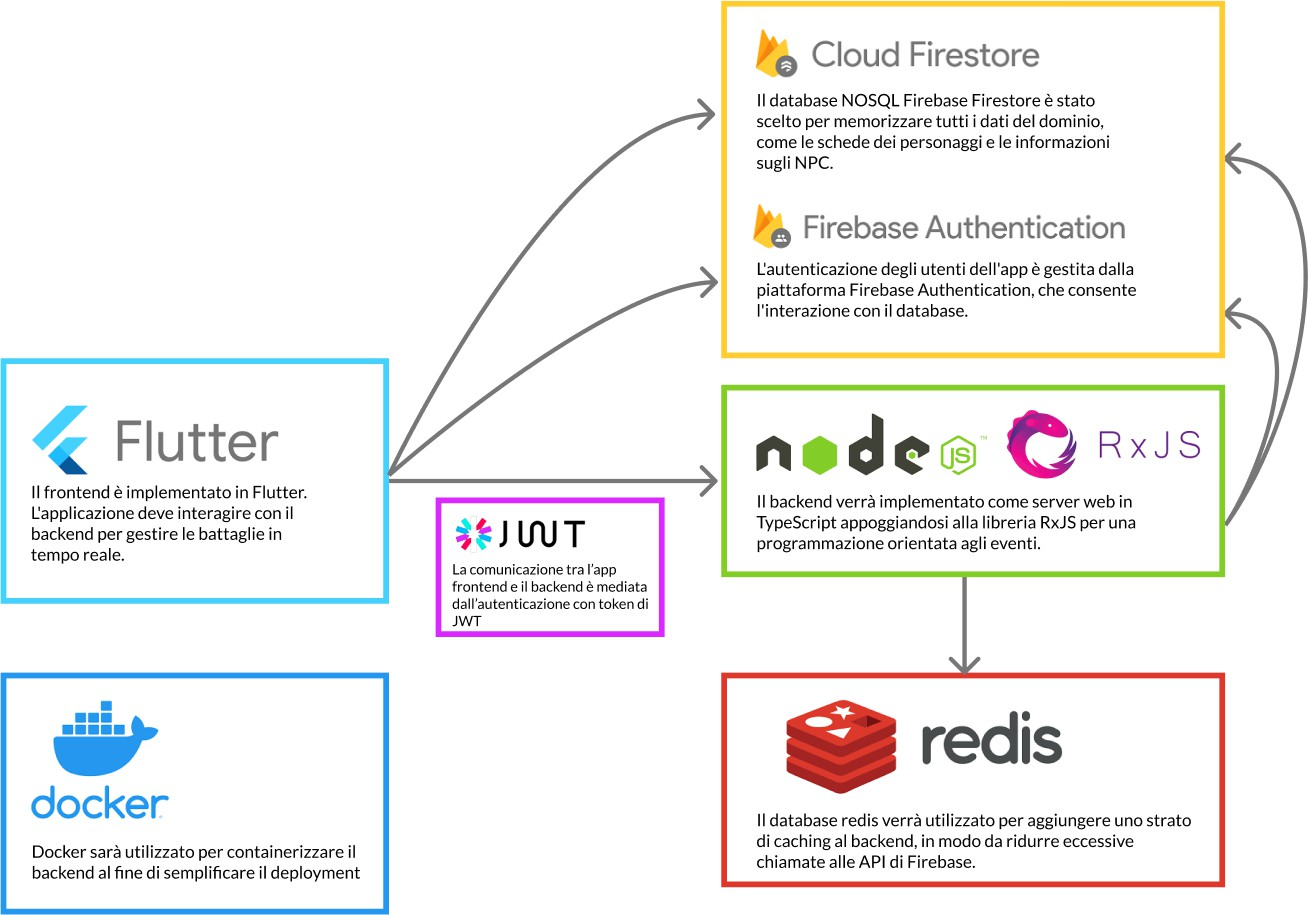 Cloud Firestore
Il database NOSQL Firebase Firestore è stato
scelto per memorizzare tutti i dati del dominio,
come le schede dei personaggi e le informazioni
sugli NPC.
Firebase Authentication
L'autenticazione degli utenti dell'app è gestita dalla
piattaforma Firebase Authentication, che consente
l'interazione con il database.
Flutter
Il frontend è implementato in Flutter.
L'applicazione deve interagire con il
backend per gestire le battaglie in
tempo reale.
JWT
La comunicazione tra l'app
frontend e il backend è mediata
dall'autenticazione con token di
JWT
node JS™ RxJS
Il backend verrà implementato come server web in
TypeScript appoggiandosi alla libreria RxJS per una
programmazione orientata agli eventi.
docker
Docker sarà utilizzato per containerizzare il
backend al fine di semplificare il deployment
redis
Il database redis verrà utilizzato per aggiungere uno strato
di caching al backend, in modo da ridurre eccessive
chiamate alle API di Firebase.